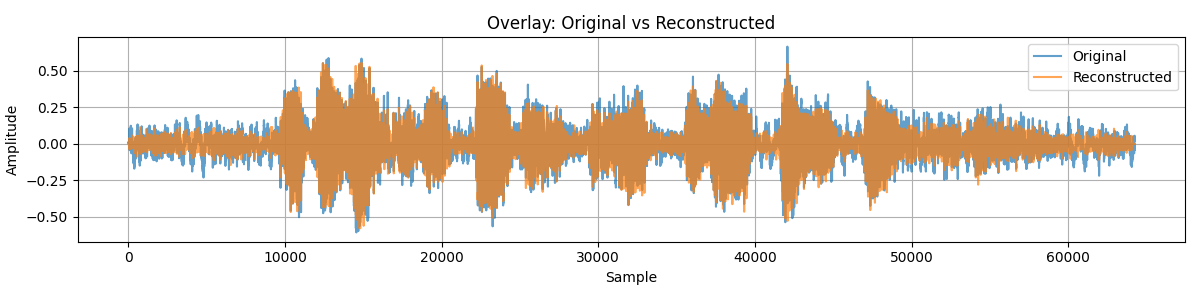 Overlay: Original vs Reconstructed
Original
Reconstructed
0.50
0.25
0.00
−0.25
−0.50
Amplitude
0 10000 20000 30000 40000 50000 60000
Sample